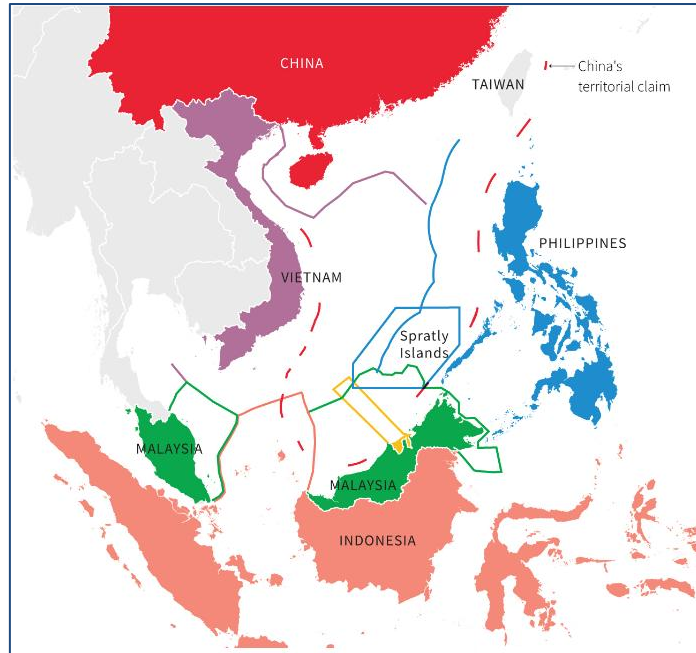 CHINA
TAIWAN
China's
territorial claim
PHILIPPINES
VIETNAM
Spratly
Islands
MALAYSIA
MALAYSIA
INDONESIA